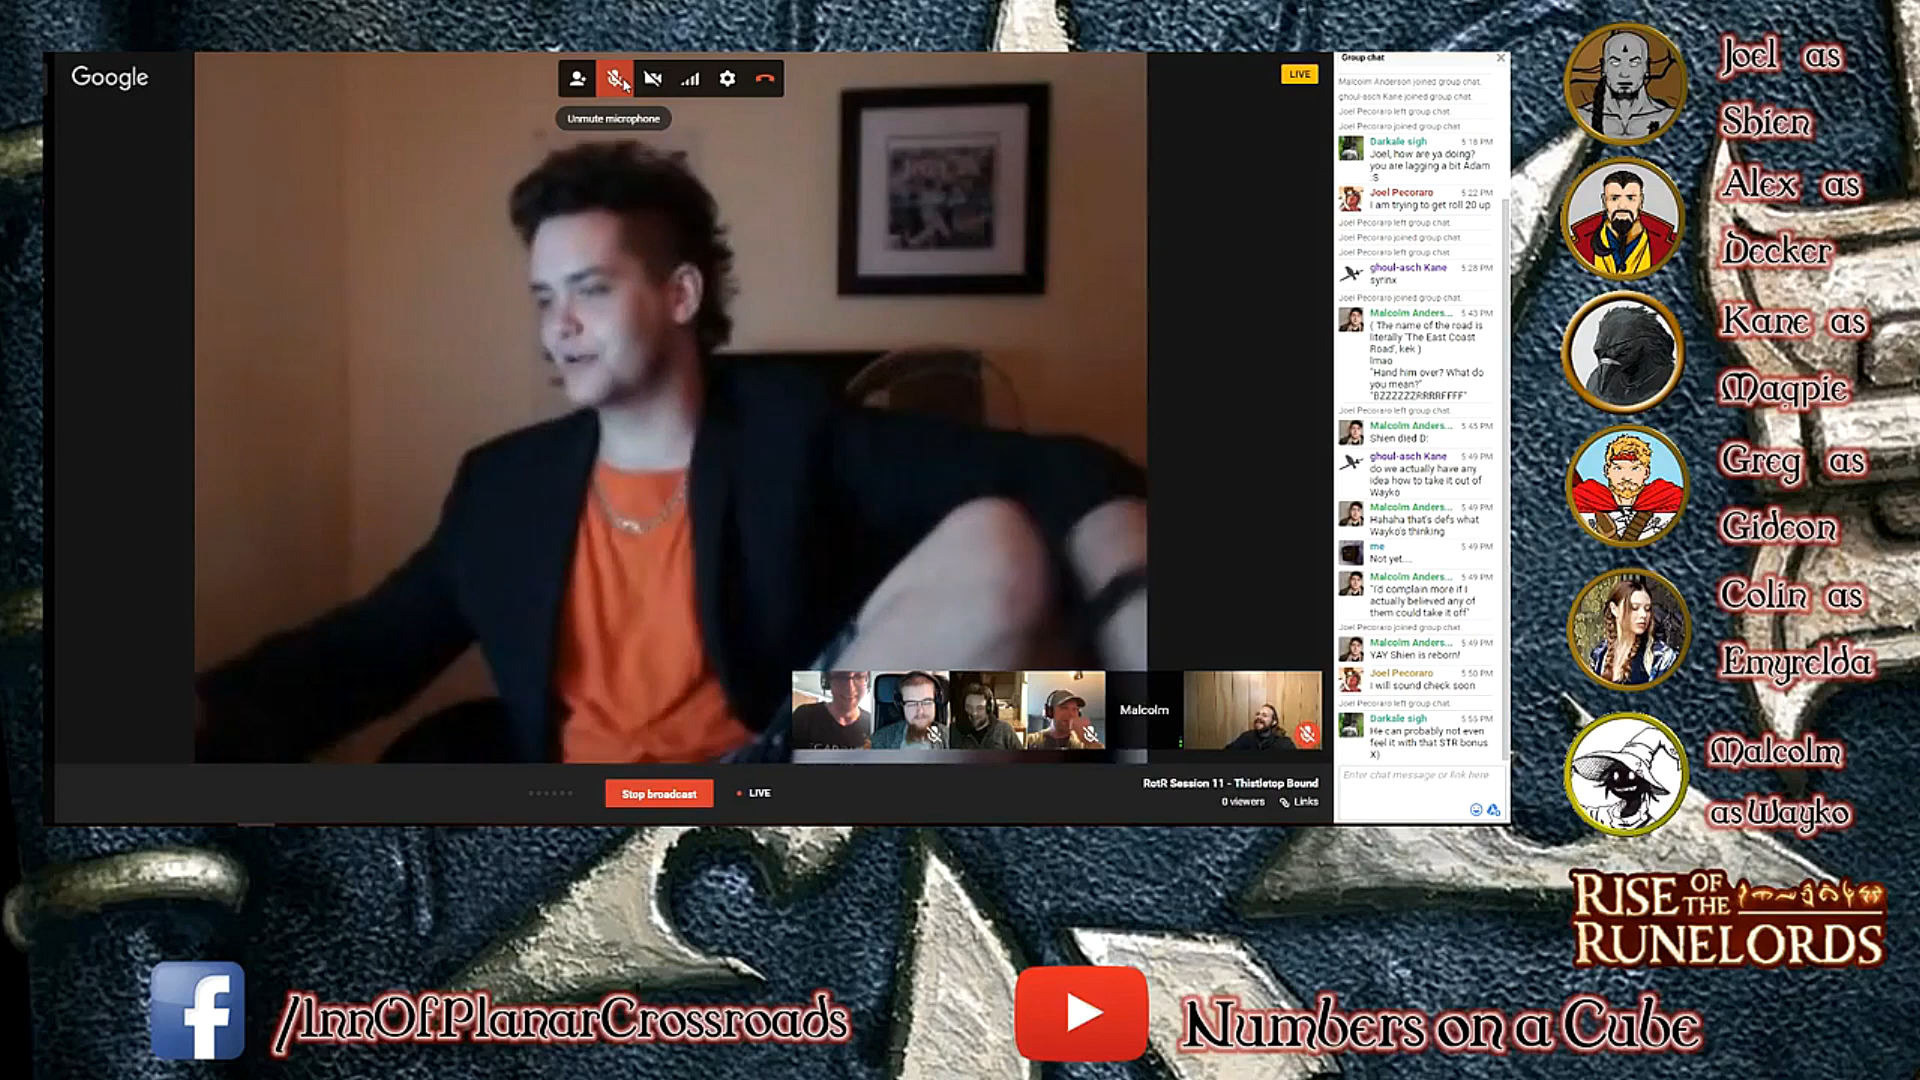 Google
Unmute microphone
LIVE
Group chat
Malcolm Anderson joined group chat.
ghoul-asch Kane joined group chat.
Joel Pecoraro left group chat.
Joel Pecoraro joined group chat.
Darkale sigh 5:18 PM
Joel, how are ya doing?
you are lagging a bit Adam
:S
Joel Pecoraro 5:22 PM
I am trying to get roll 20 up
Joel Pecoraro left group chat.
Joel Pecoraro joined group chat.
Joel Pecoraro left group chat.
ghoul-asch Kane 5:28 PM
syrinx
Joel Pecoraro joined group chat.
Malcolm Anders... 5:43 PM
( The name of the road is
literally 'The East Coast
Road', kek )
lmao
"Hand him over? What do
you mean?"
"BZZZZZZRRRRFFFF"
Joel Pecoraro left group chat.
Malcolm Anders... 5:45 PM
Shien died D:
ghoul-asch Kane 5:49 PM
do we actually have any
idea how to take it out of
Wayko
Malcolm Anders... 5:49 PM
Hahaha that's defs what
Wayko's thinking
me 5:49 PM
Not yet....
Malcolm Anders... 5:49 PM
"I'd complain more if I
actually believed any of
them could take it off"
Joel Pecoraro joined group chat.
Malcolm Anders... 5:49 PM
YAY Shien is reborn!
Joel Pecoraro 5:50 PM
I will sound check soon
Joel Pecoraro left group chat.
Darkale sigh 5:55 PM
He can probably not even
feel it with that STR bonus
X)
Enter chat message or link here
Malcolm
Stop broadcast
LIVE
RotR Session 11 - Thistletop Bound
0 viewers Links
Joel as
Shien
Alex as
Decker
Kane as
Magpie
Greg as
Gideon
Colin as
Emyrelda
Malcolm
as Wayko
RISE OF THE
RUNELORDS
/InnOfPlanarCrossroads
Numbers on a Cube